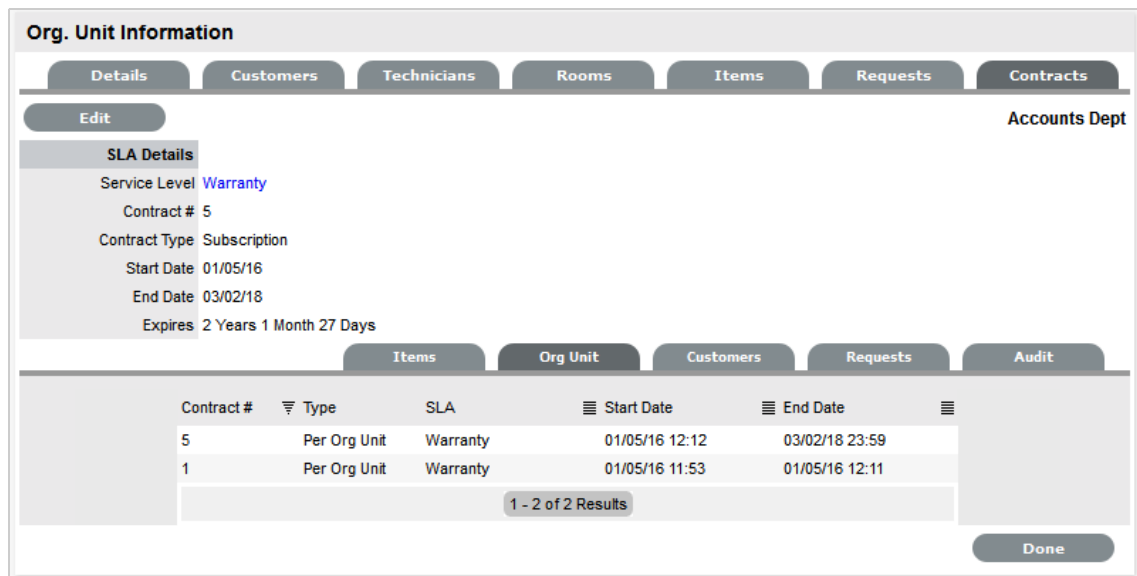 Org. Unit Information
Details Customers Technicians Rooms Items Requests Contracts
Edit Accounts Dept
SLA Details
Service Level Warranty
Contract # 5
Contract Type Subscription
Start Date 01/05/16
End Date 03/02/18
Expires 2 Years 1 Month 27 Days
Items Org Unit Customers Requests Audit
Contract # Type SLA Start Date End Date
5 Per Org Unit Warranty 01/05/16 12:12 03/02/18 23:59
1 Per Org Unit Warranty 01/05/16 11:53 01/05/16 12:11
1 - 2 of 2 Results
Done